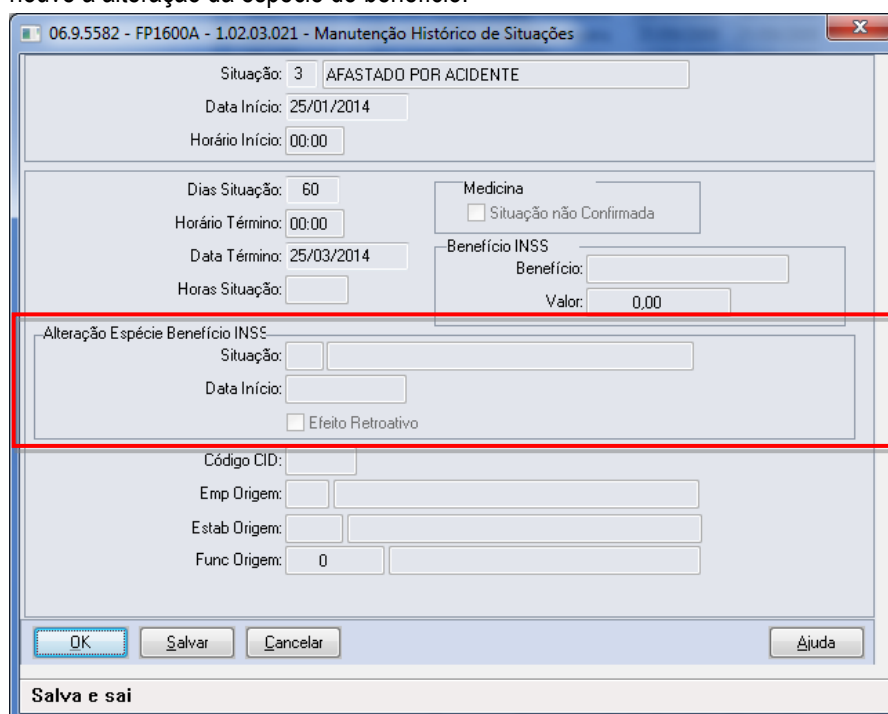 houve a alteração da espécie do benefício.
06.9.5582 - FP1600A - 1.02.03.021 - Manutenção Histórico de Situações
Situação: 3 AFASTADO POR ACIDENTE
Data Início: 25/01/2014
Horário Início: 00:00
Dias Situação: 60
Medicina
Situação não Confirmada
Horário Término: 00:00
Benefício INSS
Data Término: 25/03/2014
Benefício:
Horas Situação:
Valor: 0,00
Alteração Espécie Benefício INSS
Situação:
Data Início:
Efeito Retroativo
Código CID:
Emp Origem:
Estab Origem:
Func Origem: 0
OK Salvar Cancelar Ajuda
Salva e sai